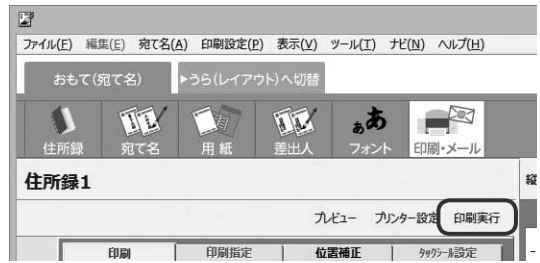 ファイル(F) 編集(E) 宛て名(A) 印刷設定(P) 表示(V) ツール(T) ナビ(N) ヘルプ(H)
おもて(宛て名) ▶うら(レイアウト)へ切替
住所録 宛て名 用紙 差出人 フォント 印刷・メール
住所録1
プレビュー プリンター設定 印刷実行
印刷 印刷指定 位置補正 タックシール設定